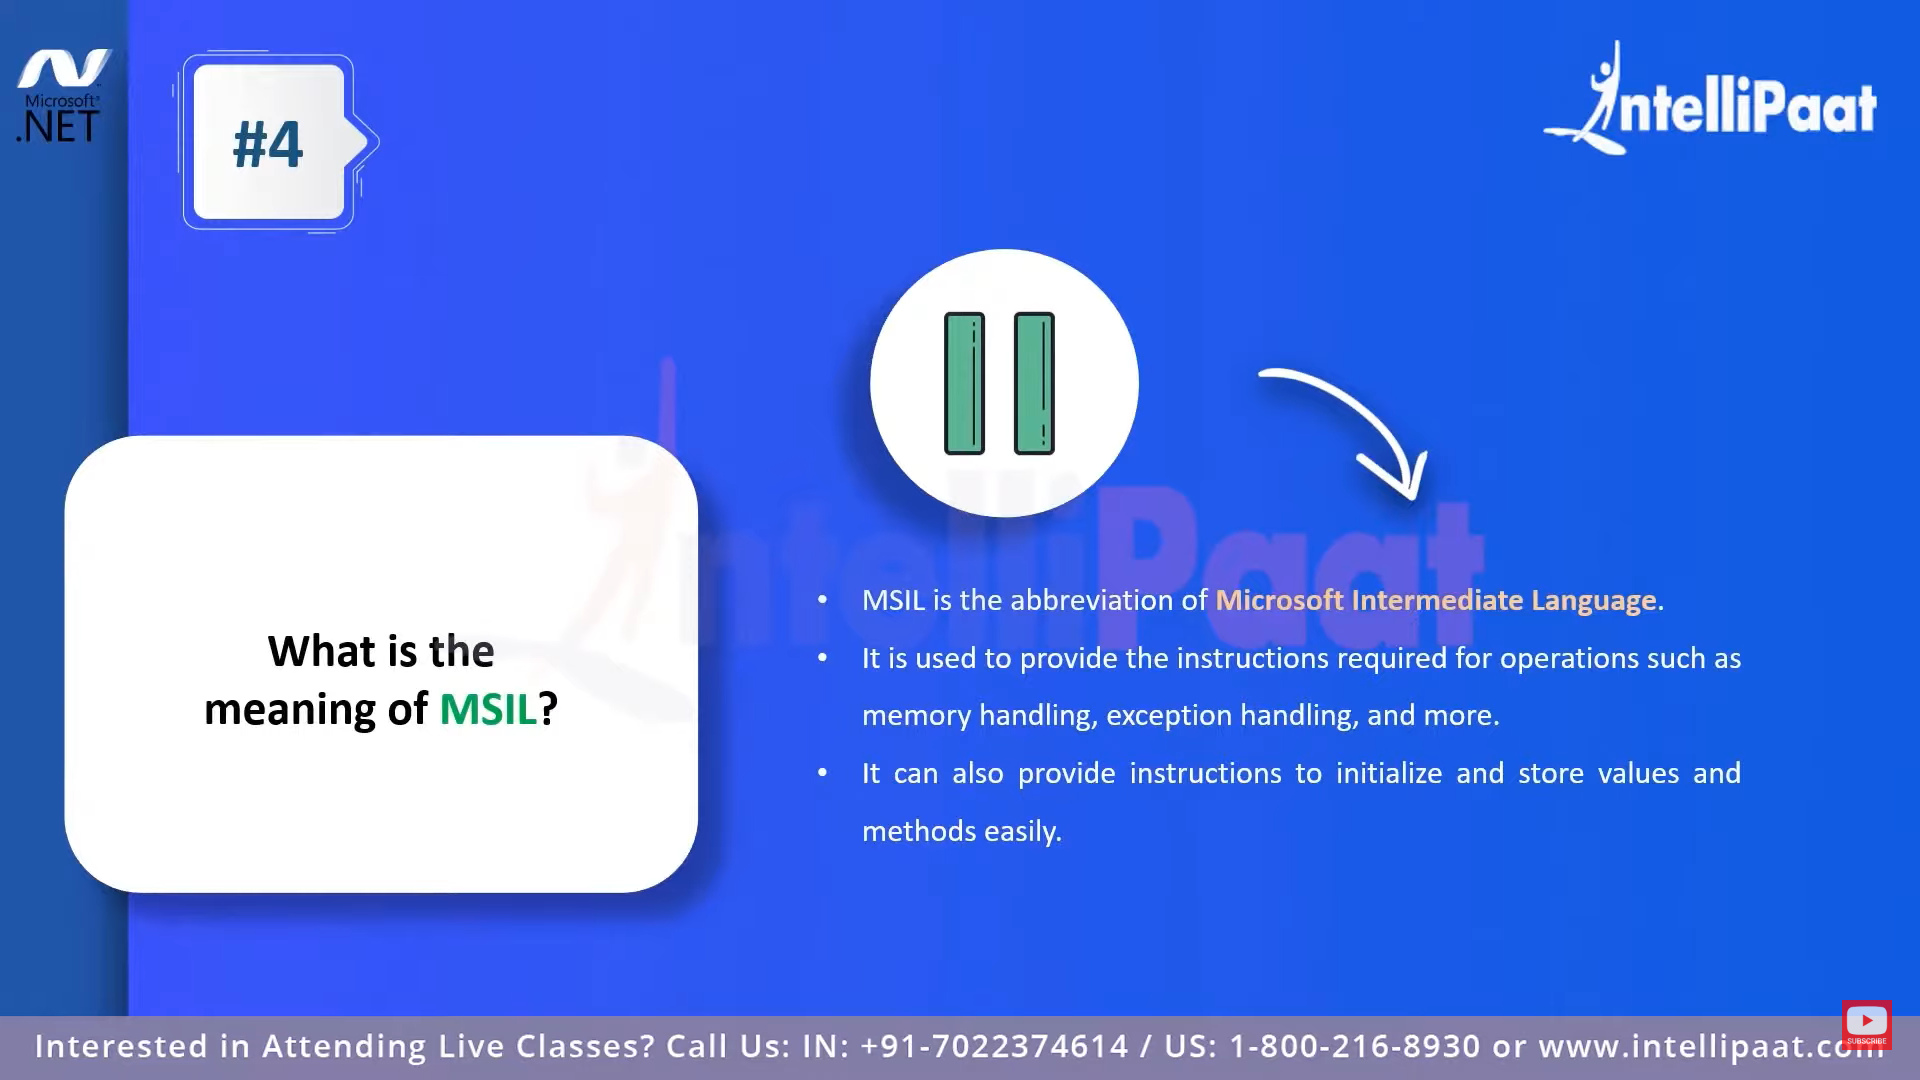 Microsoft®
.NET
#4
IntelliPaat
IntelliPaat
What is the
meaning of MSIL?
• MSIL is the abbreviation of Microsoft Intermediate Language.
• It is used to provide the instructions required for operations such as
memory handling, exception handling, and more.
• It can also provide instructions to initialize and store values and
methods easily.
Interested in Attending Live Classes? Call Us: IN: +91-7022374614 / US: 1-800-216-8930 or www.intellipaat.com
SUBSCRIBE